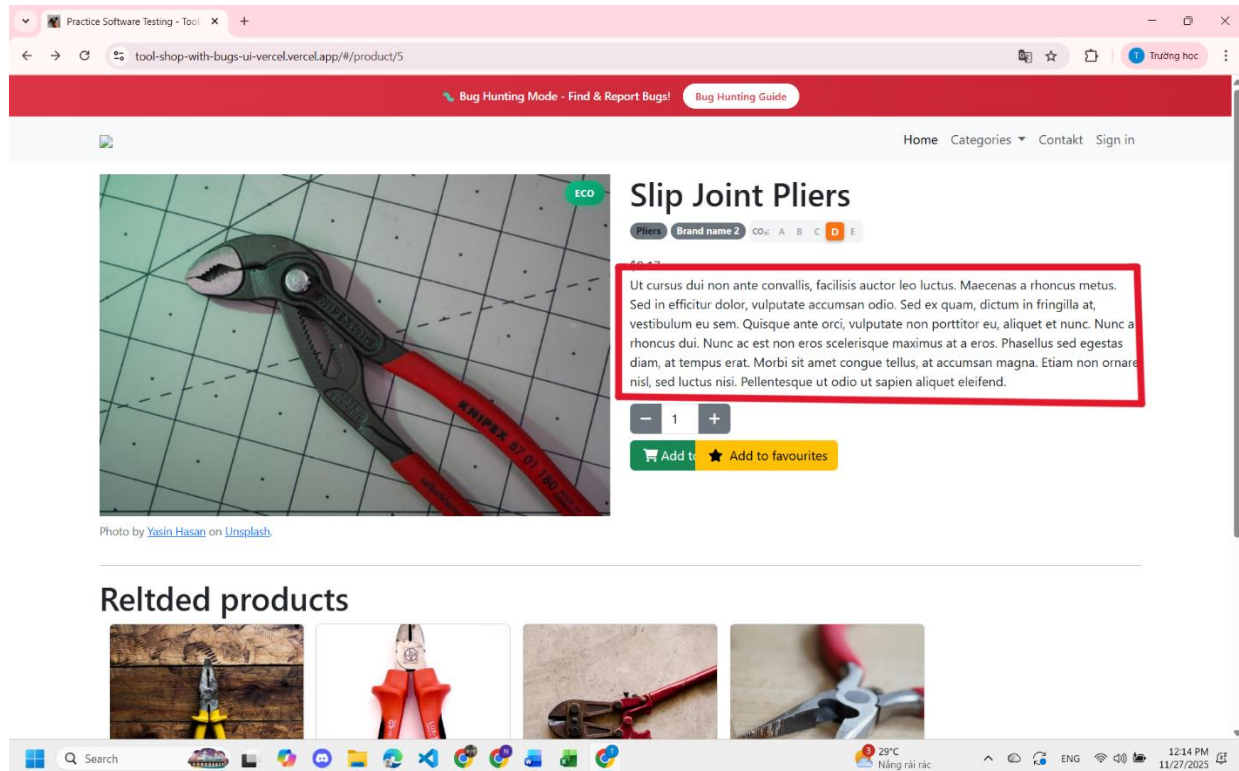 Practice Software Testing - Tool
tool-shop-with-bugs-ui-vercel.vercel.app/#/product/5
T
Trường học
Bug Hunting Mode - Find & Report Bugs!
Bug Hunting Guide
Home
Categories
Contakt
Sign in
ECO
Slip Joint Pliers
Pliers
Brand name 2
CO₂: A B C D E
Ut cursus dui non ante convallis, facilisis auctor leo luctus. Maecenas a rhoncus metus.
Sed in efficitur dolor, vulputate accumsan odio. Sed ex quam, dictum in fringilla at,
vestibulum eu sem. Quisque ante orci, vulputate non porttitor eu, aliquet et nunc. Nunc a
rhoncus dui. Nunc ac est non eros scelerisque maximus at a eros. Phasellus sed egestas
diam, at tempus erat. Morbi sit amet congue tellus, at accumsan magna. Etiam non ornare
nisl, sed luctus nisi. Pellentesque ut odio ut sapien aliquet eleifend.
1
Add to
Add to favourites
KNIPEX 87 01 180
Photo by Yasin Hasan on Unsplash.
Reltded products
Search
3
29°C
Nắng rải rác
ENG
12:14 PM
11/27/2025